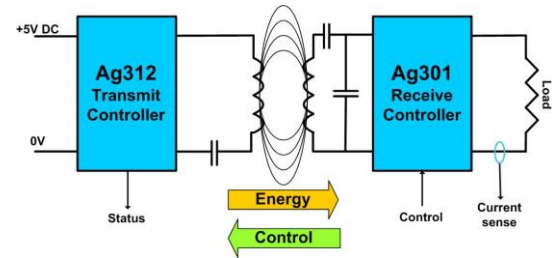 +5V DC
Ag312
Transmit
Controller
0V
Status
Energy
Control
Ag301
Receive
Controller
Load
Control
Current
sense